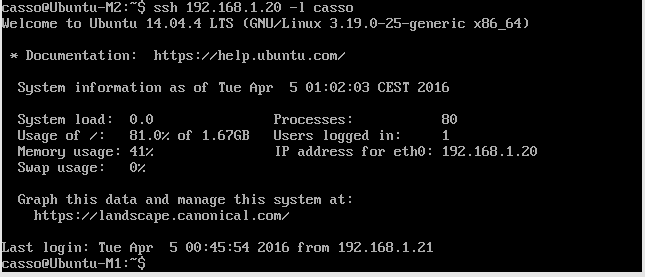 casso@Ubuntu-M2:~$ ssh 192.168.1.20 -l casso
Welcome to Ubuntu 14.04.4 LTS (GNU/Linux 3.19.0-25-generic x86_64)
* Documentation:  https://help.ubuntu.com/
System information as of Tue Apr  5 01:02:03 CEST 2016
System load:  0.0               Processes:           80
Usage of /:   81.0% of 1.67GB   Users logged in:     1
Memory usage: 41%               IP address for eth0: 192.168.1.20
Swap usage:   0%
Graph this data and manage this system at:
https://landscape.canonical.com/
Last login: Tue Apr  5 00:45:54 2016 from 192.168.1.21
casso@Ubuntu-M1:~$